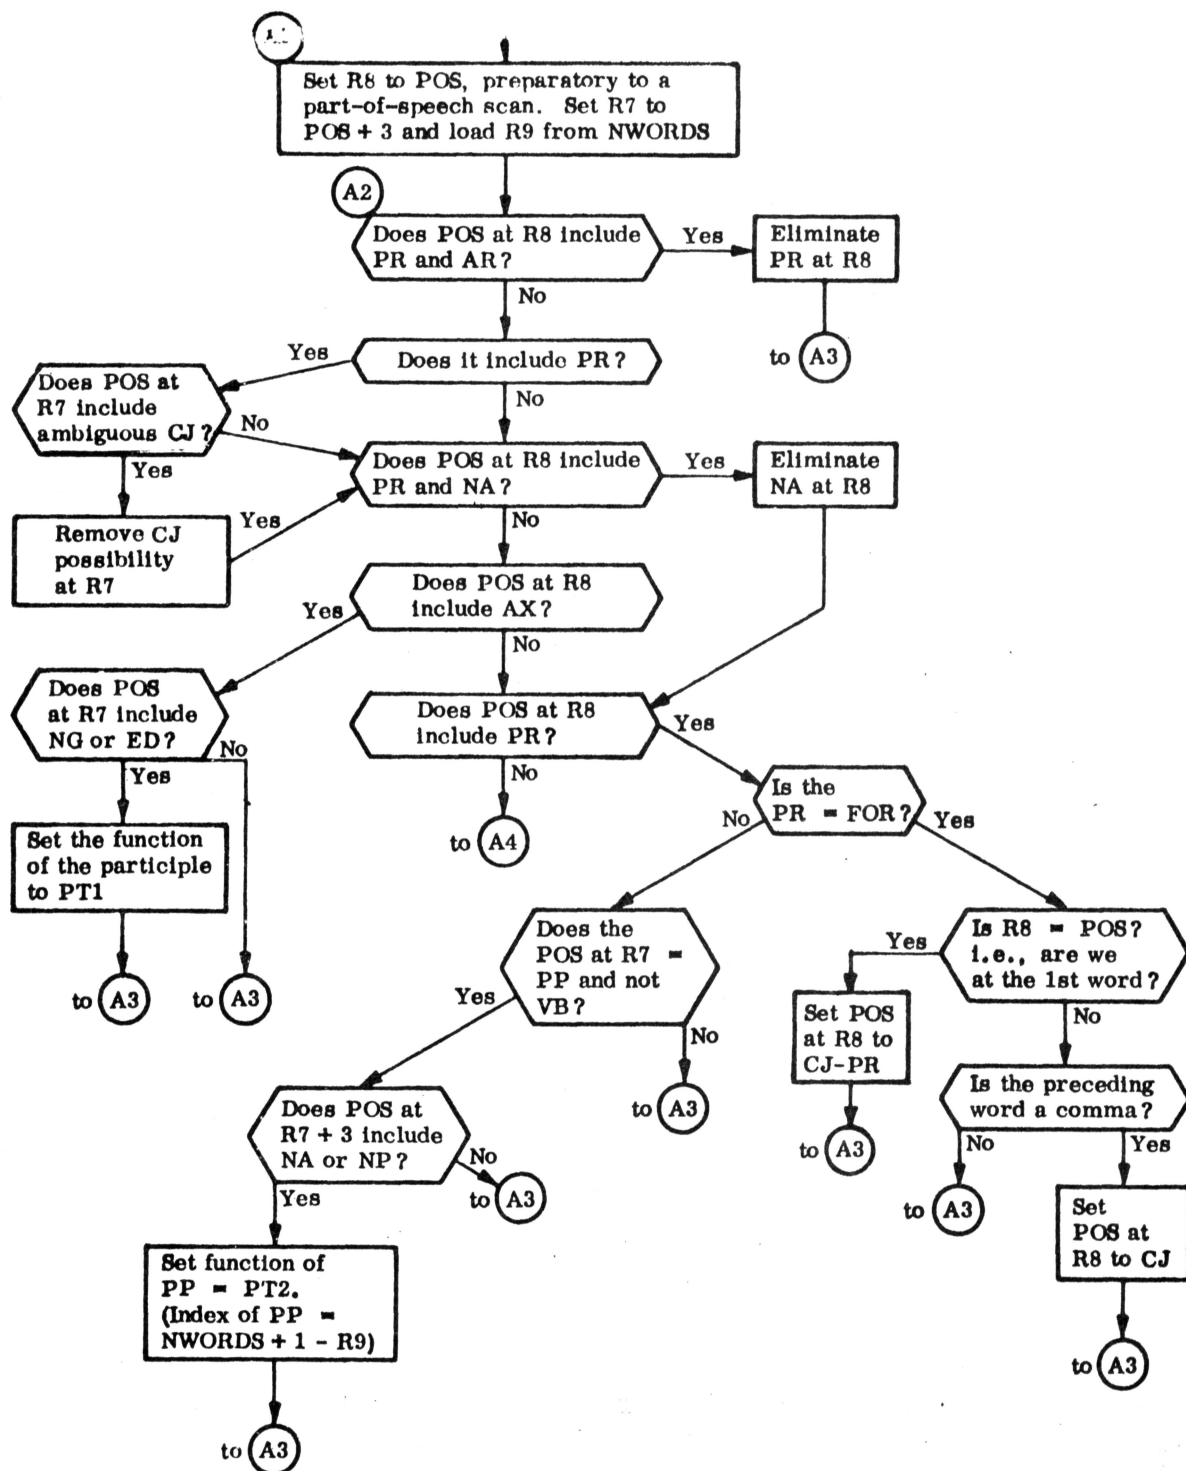 Set R8 to POS, preparatory to a
part-of-speech scan. Set R7 to
POS + 3 and load R9 from NWORDS
A2
Does POS at R8 include
PR and AR?
Yes
Eliminate
PR at R8
No
to A3
Does it include PR?
Yes
No
Does POS at
R7 include
ambiguous CJ?
No
Yes
Remove CJ
possibility
at R7
Yes
Does POS at R8 include
PR and NA?
Yes
Eliminate
NA at R8
No
Does POS at R8
include AX?
Yes
No
Does POS
at R7 include
NG or ED?
No
Yes
Set the function
of the participle
to PT1
to A3
to A3
Does POS at R8
include PR?
Yes
No
to A4
Is the
PR = FOR?
No
Yes
Does the
POS at R7 =
PP and not
VB?
Yes
No
to A3
Is R8 = POS?
i.e., are we
at the 1st word?
Yes
No
Set POS
at R8 to
CJ-PR
to A3
Is the preceding
word a comma?
No
Yes
to A3
Set
POS at
R8 to CJ
to A3
Does POS at
R7 + 3 include
NA or NP?
No
to A3
Yes
Set function of
PP = PT2.
(Index of PP =
NWORDS + 1 - R9)
to A3